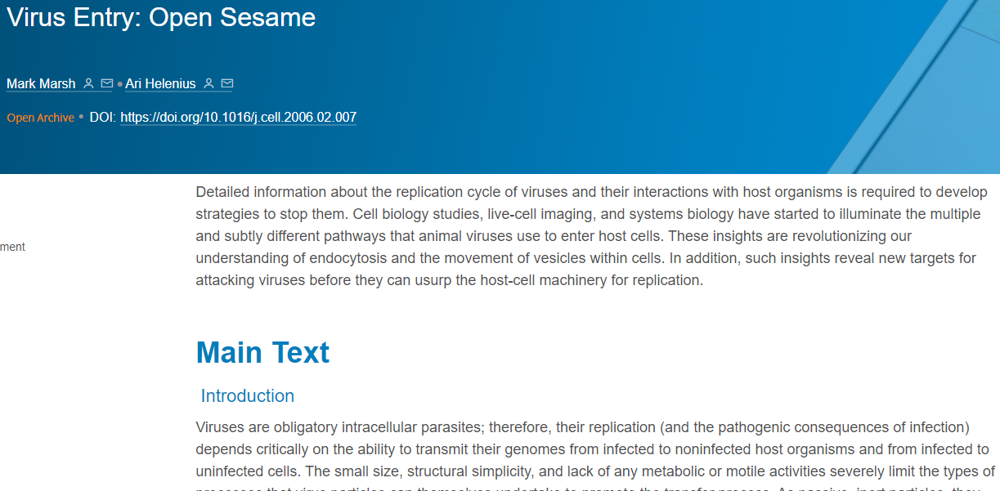 Virus Entry: Open Sesame
Mark Marsh • Ari Helenius
Open Archive • DOI: https://doi.org/10.1016/j.cell.2006.02.007
Detailed information about the replication cycle of viruses and their interactions with host organisms is required to develop
strategies to stop them. Cell biology studies, live-cell imaging, and systems biology have started to illuminate the multiple
and subtly different pathways that animal viruses use to enter host cells. These insights are revolutionizing our
ment
understanding of endocytosis and the movement of vesicles within cells. In addition, such insights reveal new targets for
attacking viruses before they can usurp the host-cell machinery for replication.
Main Text
Introduction
Viruses are obligatory intracellular parasites; therefore, their replication (and the pathogenic consequences of infection)
depends critically on the ability to transmit their genomes from infected to noninfected host organisms and from infected to
uninfected cells. The small size, structural simplicity, and lack of any metabolic or motile activities severely limit the types of